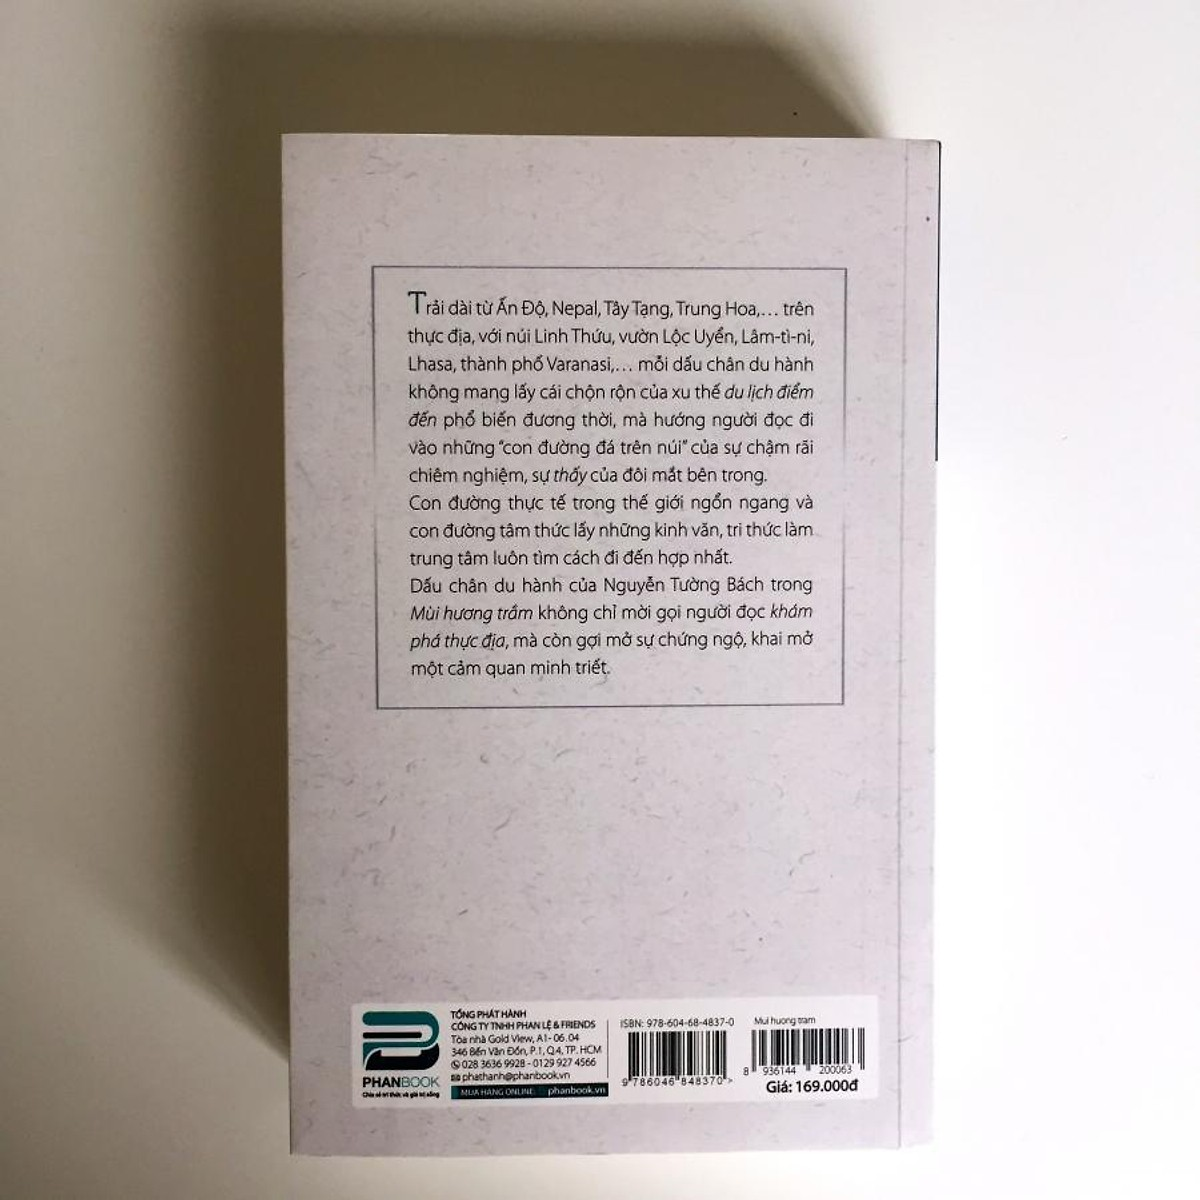 Trải dài từ Ấn Độ, Nepal, Tây Tạng, Trung Hoa,... trên
thực địa, với núi Linh Thứu, vườn Lộc Uyển, Lâm-tì-ni,
Lhasa, thành phố Varanasi,... mỗi dấu chân du hành
không mang lấy cái chộn rộn của xu thế du lịch điểm
đến phổ biến đương thời, mà hướng người đọc đi
vào những "con đường đá trên núi" của sự chậm rãi
chiêm nghiệm, sự thấy của đôi mắt bên trong.
Con đường thực tế trong thế giới ngổn ngang và
con đường tâm thức lấy những kinh văn, tri thức làm
trung tâm luôn tìm cách đi đến hợp nhất.
Dấu chân du hành của Nguyễn Tường Bách trong
Mùi hương trầm không chỉ mời gọi người đọc khám
phá thực địa, mà còn gợi mở sự chứng ngộ, khai mở
một cảm quan minh triết.
PHANBOOK
Chia sẻ tri thức và giá trị sống
TỔNG PHÁT HÀNH
CÔNG TY TNHH PHAN LỆ & FRIENDS
Tòa nhà Gold View, A1- 06.04
346 Bến Vân Đồn, P.1, Q.4, TP. HCM
028 3636 9928 - 0129 927 4566
phathanh@phanbook.vn
MUA HÀNG ONLINE: phanbook.vn
ISBN: 978-604-68-4837-0
9 786046 848370 >
Mui huong tram
8 936144 200063
Giá: 169.000đ